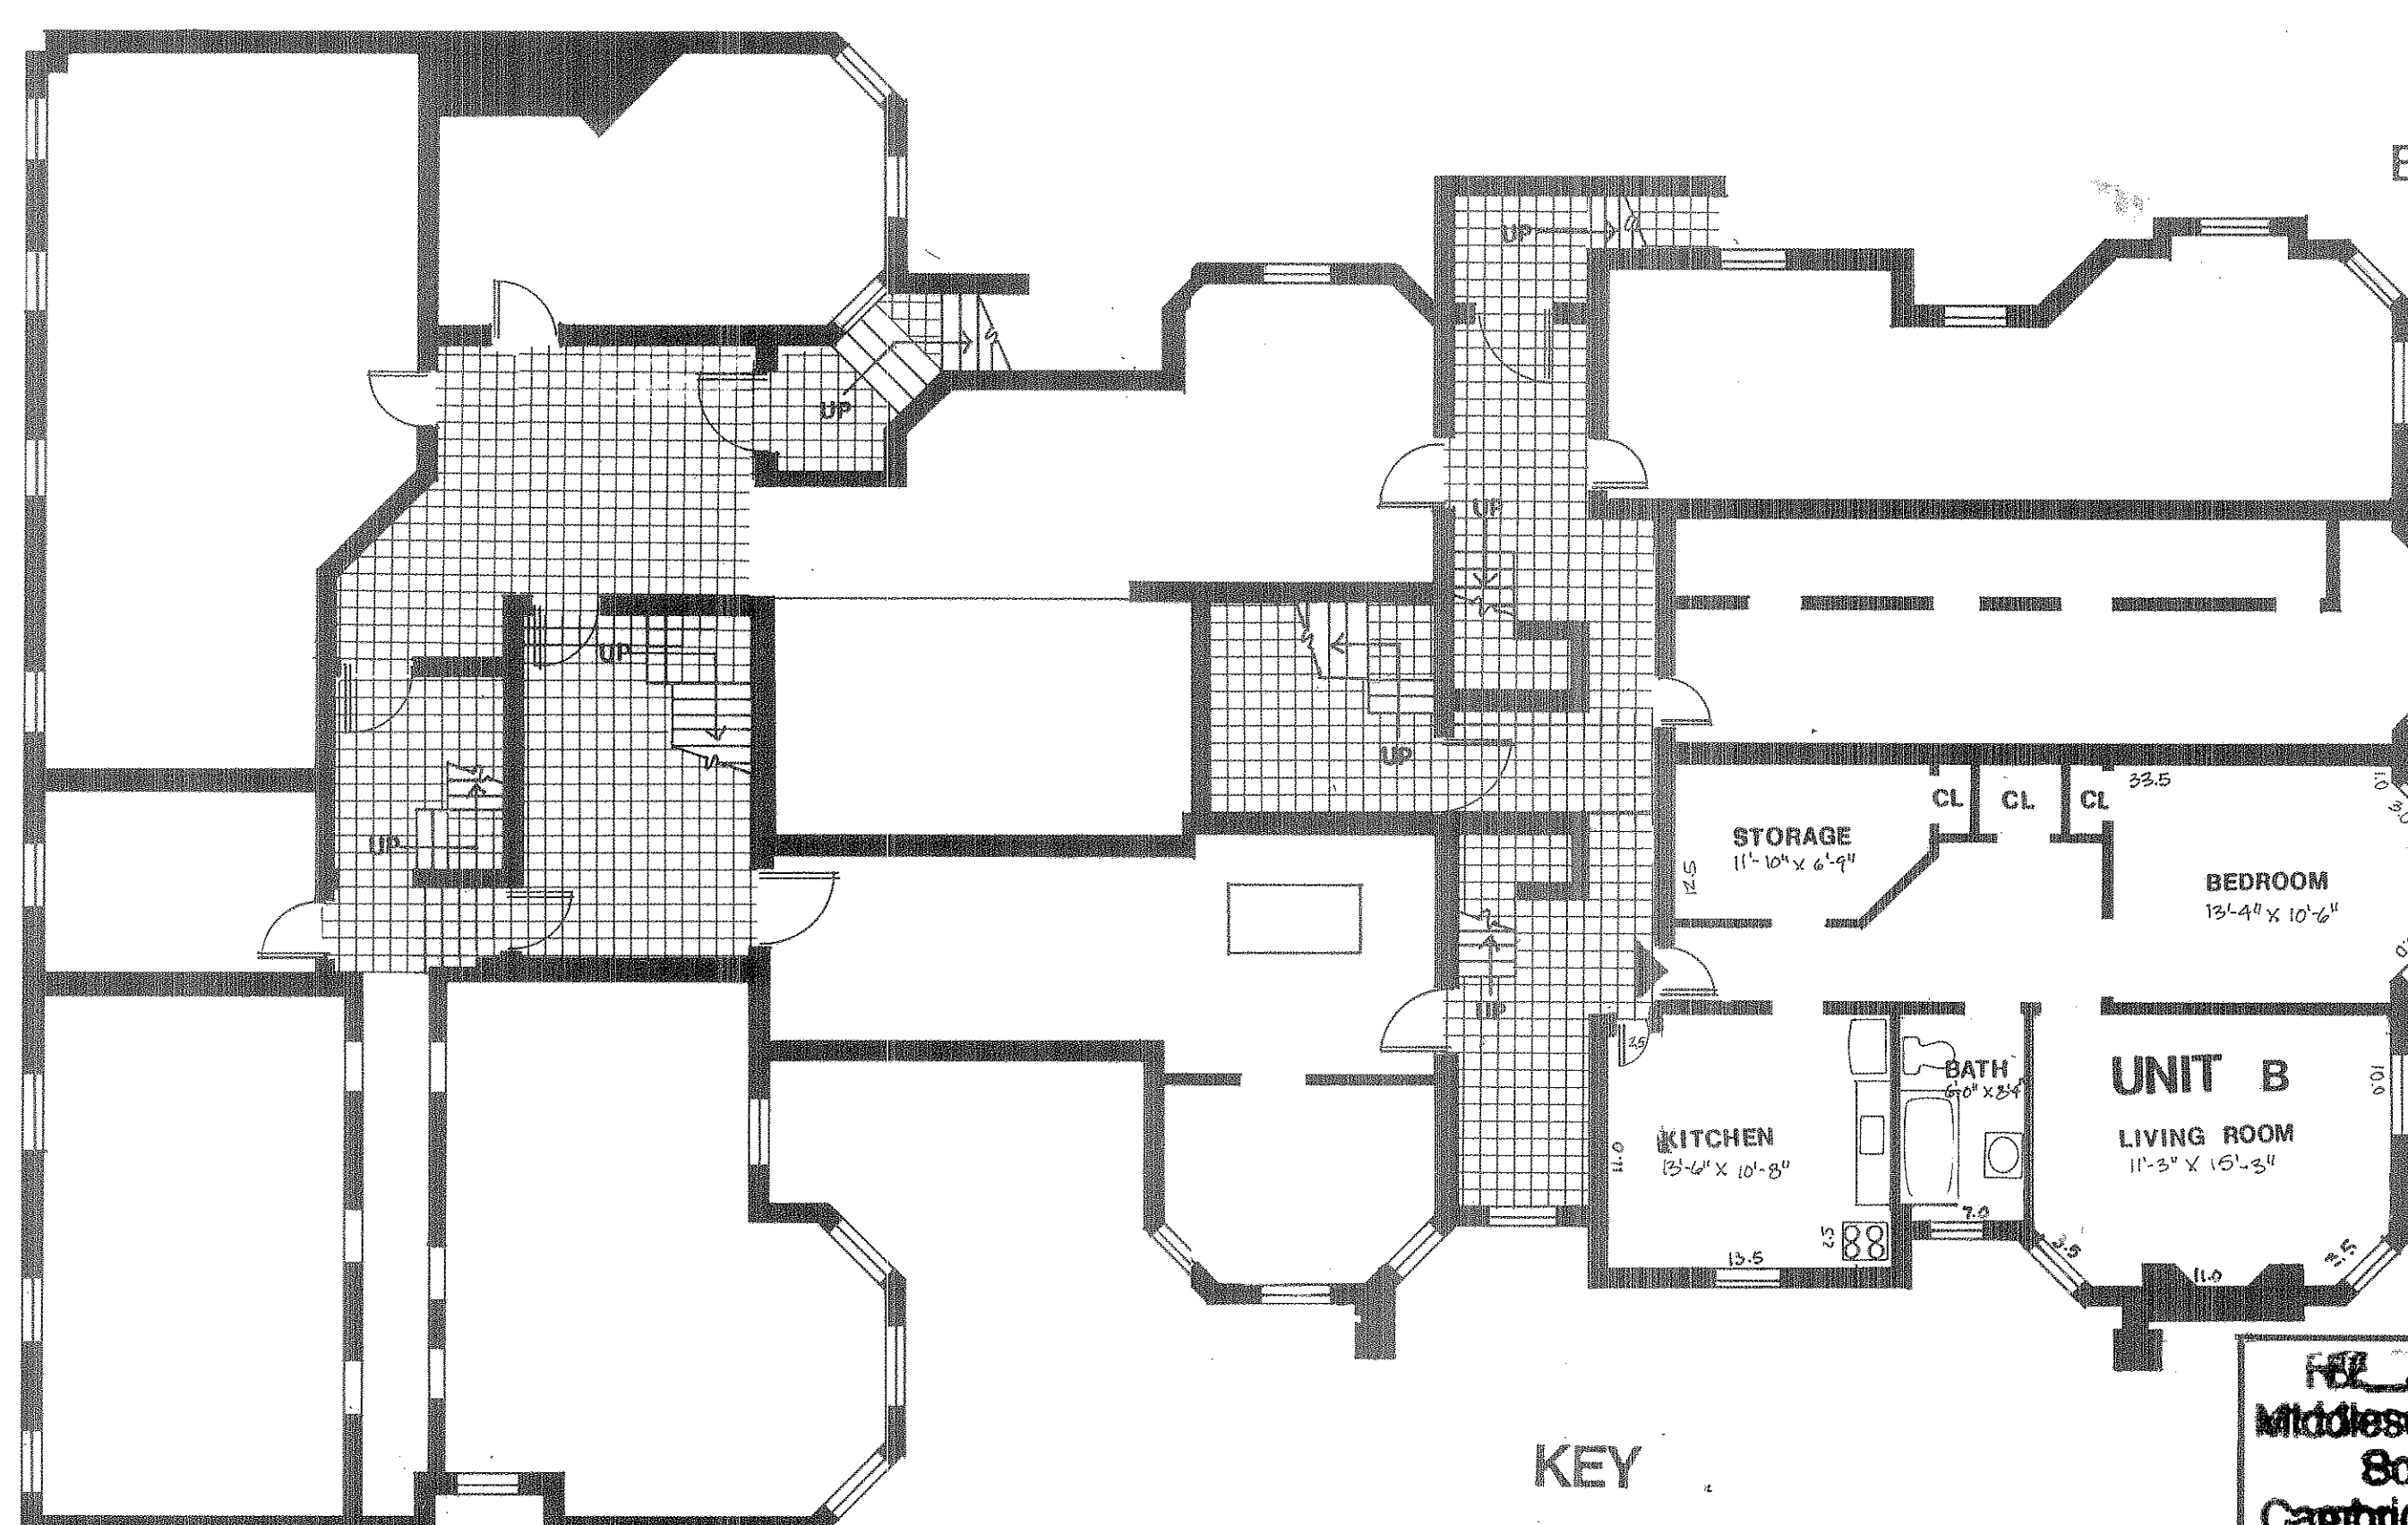 UP
UP
UP
UP
UP
UP
UP
UP
CL
CL
CL
33.5
STORAGE
11'-10" x 6'-9"
12.5
BEDROOM
13'-4" x 10'-6"
2.5
UNIT B
BATH
6'-0" x 8'4"
10.0
KITCHEN
13'-6" x 10'-8"
11.0
LIVING ROOM
11'-3" x 15'-3"
7.0
2.5
13.5
3.5
11.0
3.5
KEY